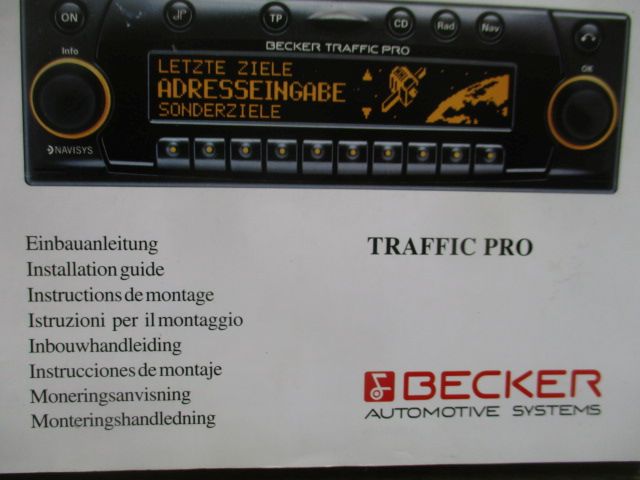 ON
TP
CD
Rad
Nav
BECKER TRAFFIC PRO
Info
OK
LETZTE ZIELE
ADRESSEINGABE
SONDERZIELE
NAVISYS
Einbauanleitung
Installation guide
Instructions de montage
Istruzioni per il montaggio
Inbouwhandleiding
Instrucciones de montaje
Moneringsanvisning
Monteringshandledning
TRAFFIC PRO
BECKER
AUTOMOTIVE SYSTEMS